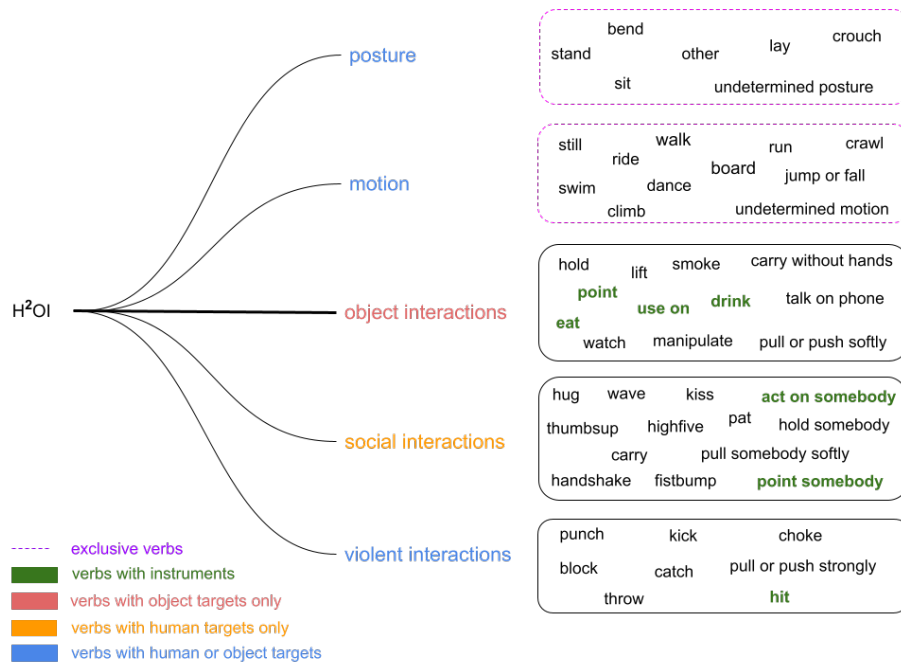 H²OI
posture
bend
stand
other
lay
crouch
sit
undetermined posture
motion
still
ride
walk
run
crawl
swim
dance
board
jump or fall
climb
undetermined motion
object interactions
hold
lift
smoke
carry without hands
point
use on
drink
talk on phone
eat
watch
manipulate
pull or push softly
social interactions
hug
wave
kiss
act on somebody
thumbsup
highfive
pat
hold somebody
carry
pull somebody softly
handshake
fistbump
point somebody
violent interactions
punch
kick
choke
block
catch
pull or push strongly
throw
hit
exclusive verbs
verbs with instruments
verbs with object targets only
verbs with human targets only
verbs with human or object targets